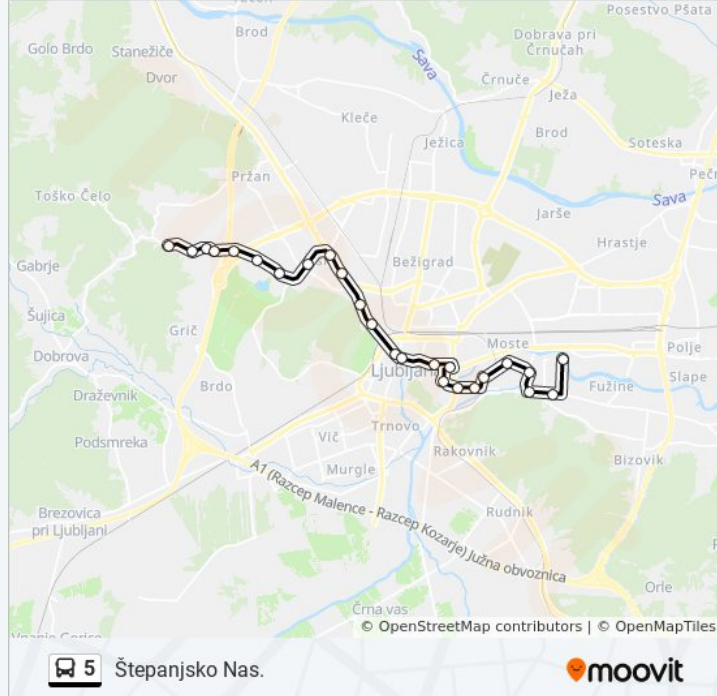 Posestvo Pšata
Brod
Dobrava pri
Črnučah
Golo Brdo
Stanežiče
Dvor
Sava
Črnuče
Ježa
Kleče
Brod
Ježica
Soteska
Pržan
Toško Čelo
Sava
Jarše
Hrastje
Gabrje
Bežigrad
Šujica
Grič
Moste
Polje
Dobrova
Brdo
Fužine
Slape
Draževnik
Trnovo
Vič
Podsmreka
Rakovnik
Bizovik
Murgle
A1 (Razcep Malence - Razcep Kozarje) Južna obvoznica
Brezovica
pri Ljubljani
Rudnik
Orle
Črna vas
© OpenStreetMap contributors | © OpenMapTiles
5 Štepanjsko Nas.
moovit